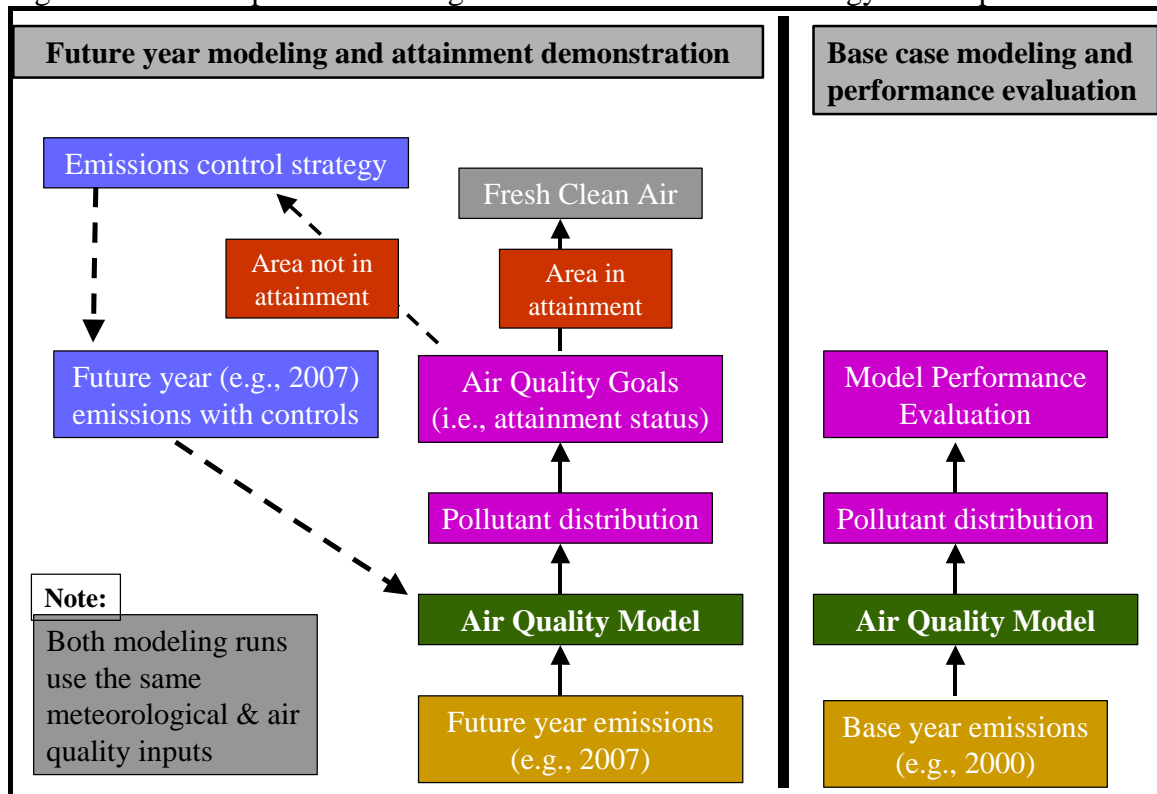 Future year modeling and attainment demonstration
Base case modeling and
performance evaluation
Emissions control strategy
Fresh Clean Air
Area not in
attainment
Area in
attainment
Future year (e.g., 2007)
emissions with controls
Air Quality Goals
(i.e., attainment status)
Model Performance
Evaluation
Pollutant distribution
Pollutant distribution
Note:
Both modeling runs
use the same
meteorological & air
quality inputs
Air Quality Model
Air Quality Model
Future year emissions
(e.g., 2007)
Base year emissions
(e.g., 2000)